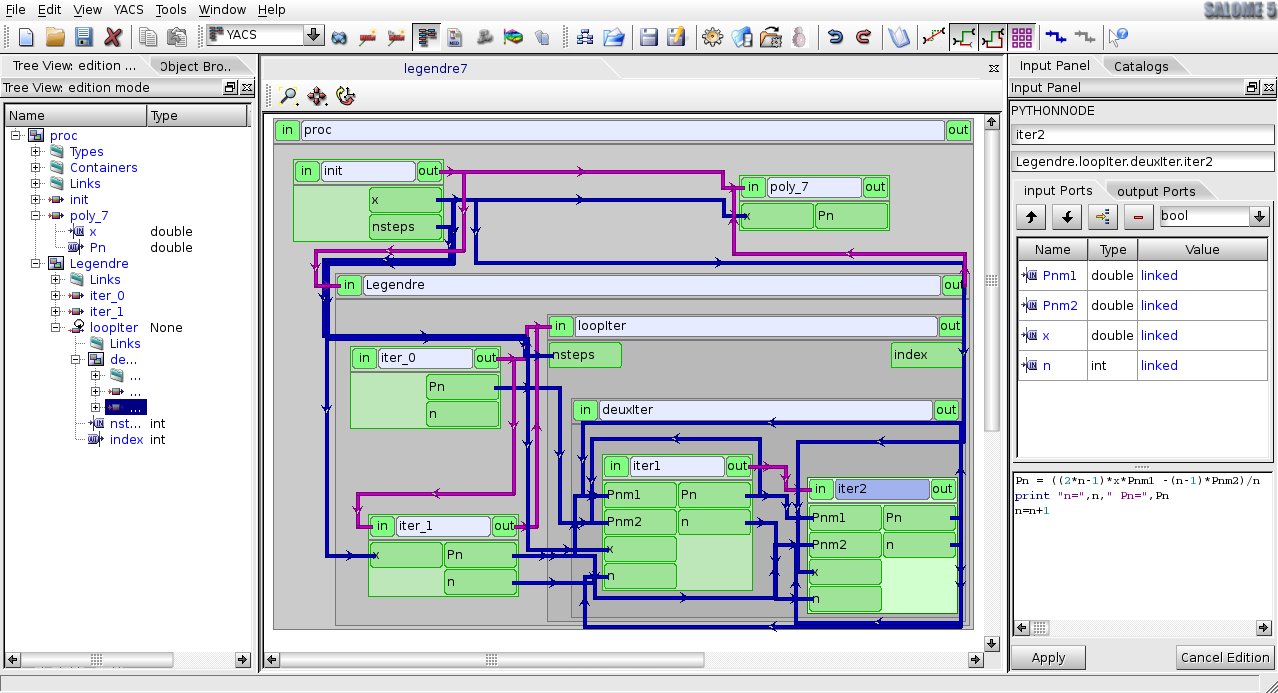 File Edit View YACS Tools Window Help
SALOME 5
YACS
Tree View: edition ...
Object Bro..
Tree View: edition mode
Name Type
proc
Types
Containers
Links
init
poly_7
x double
Pn double
Legendre
Links
iter_0
iter_1
loopIter None
Links
de...
...
...
...
nst... int
index int
legendre7
in proc out
in init out
x
nsteps
in poly_7 out
x Pn
in Legendre out
in loopIter out
nsteps index
in iter_0 out
Pn
n
in deuxIter out
in iter1 out
Pnm1 Pn
Pnm2 n
x
n
in iter2 out
Pnm1 Pn
Pnm2 n
x
n
in iter_1 out
x Pn
n
Input Panel Catalogs
Input Panel
PYTHONNODE
iter2
Legendre.loopIter.deuxIter.iter2
input Ports output Ports
bool
Name Type Value
Pnm1 double linked
Pnm2 double linked
x double linked
n int linked
Pn = ((2*n-1)*x*Pnm1 -(n-1)*Pnm2)/n
print "n=",n," Pn=",Pn
n=n+1
Apply Cancel Edition